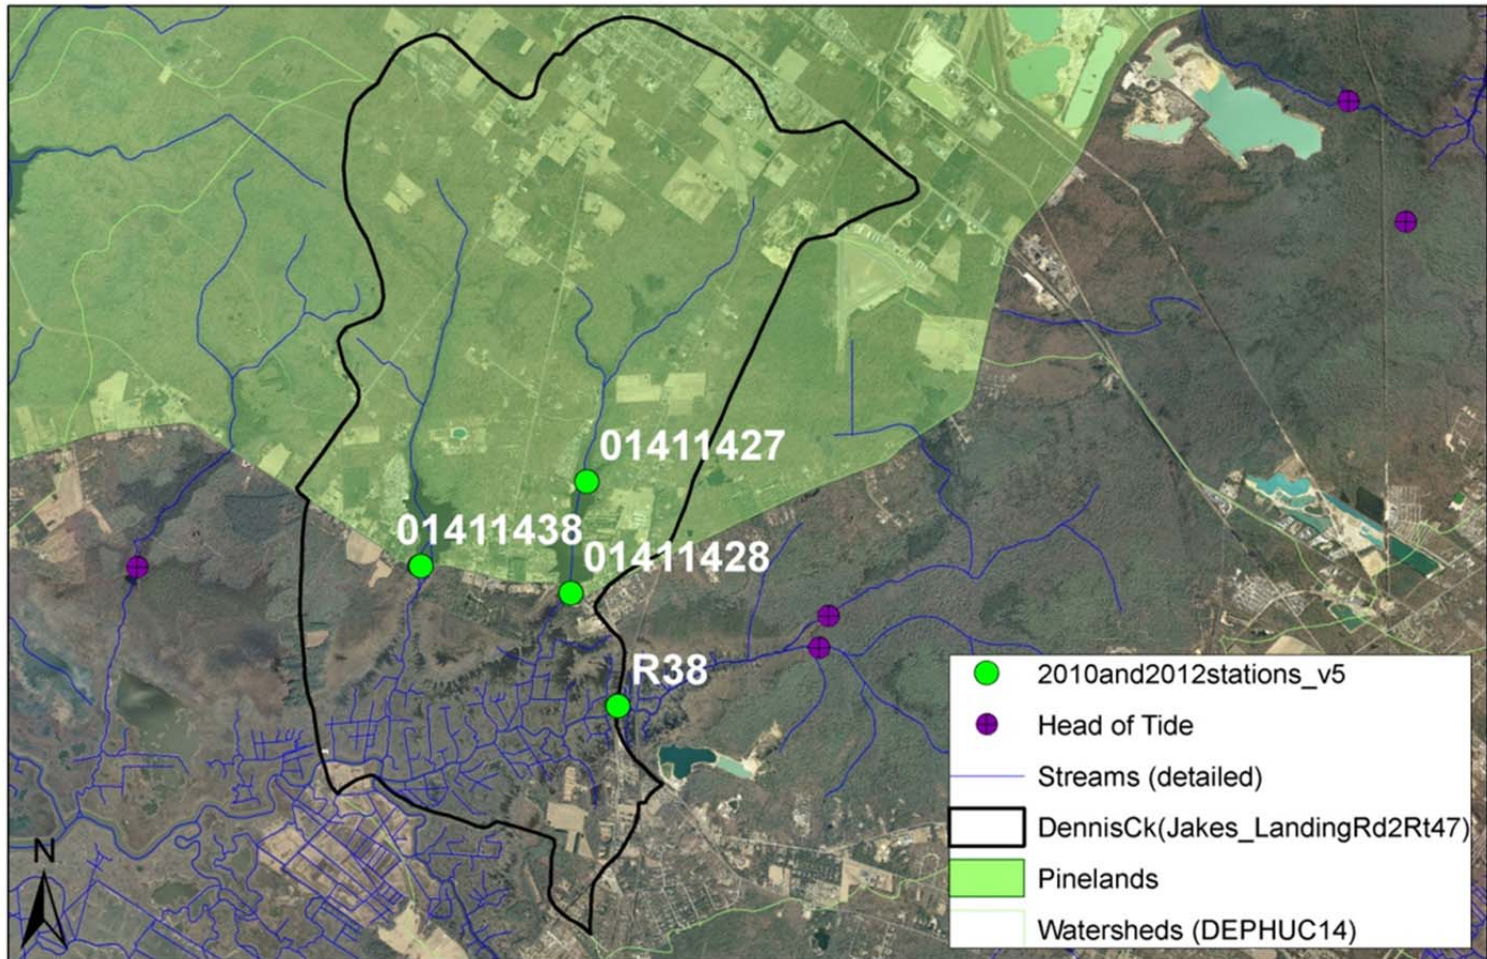 01411427
01411438
01411428
R38
2010and2012stations_v5
Head of Tide
Streams (detailed)
DennisCk(Jakes_LandingRd2Rt47)
Pinelands
Watersheds (DEPHUC14)
N